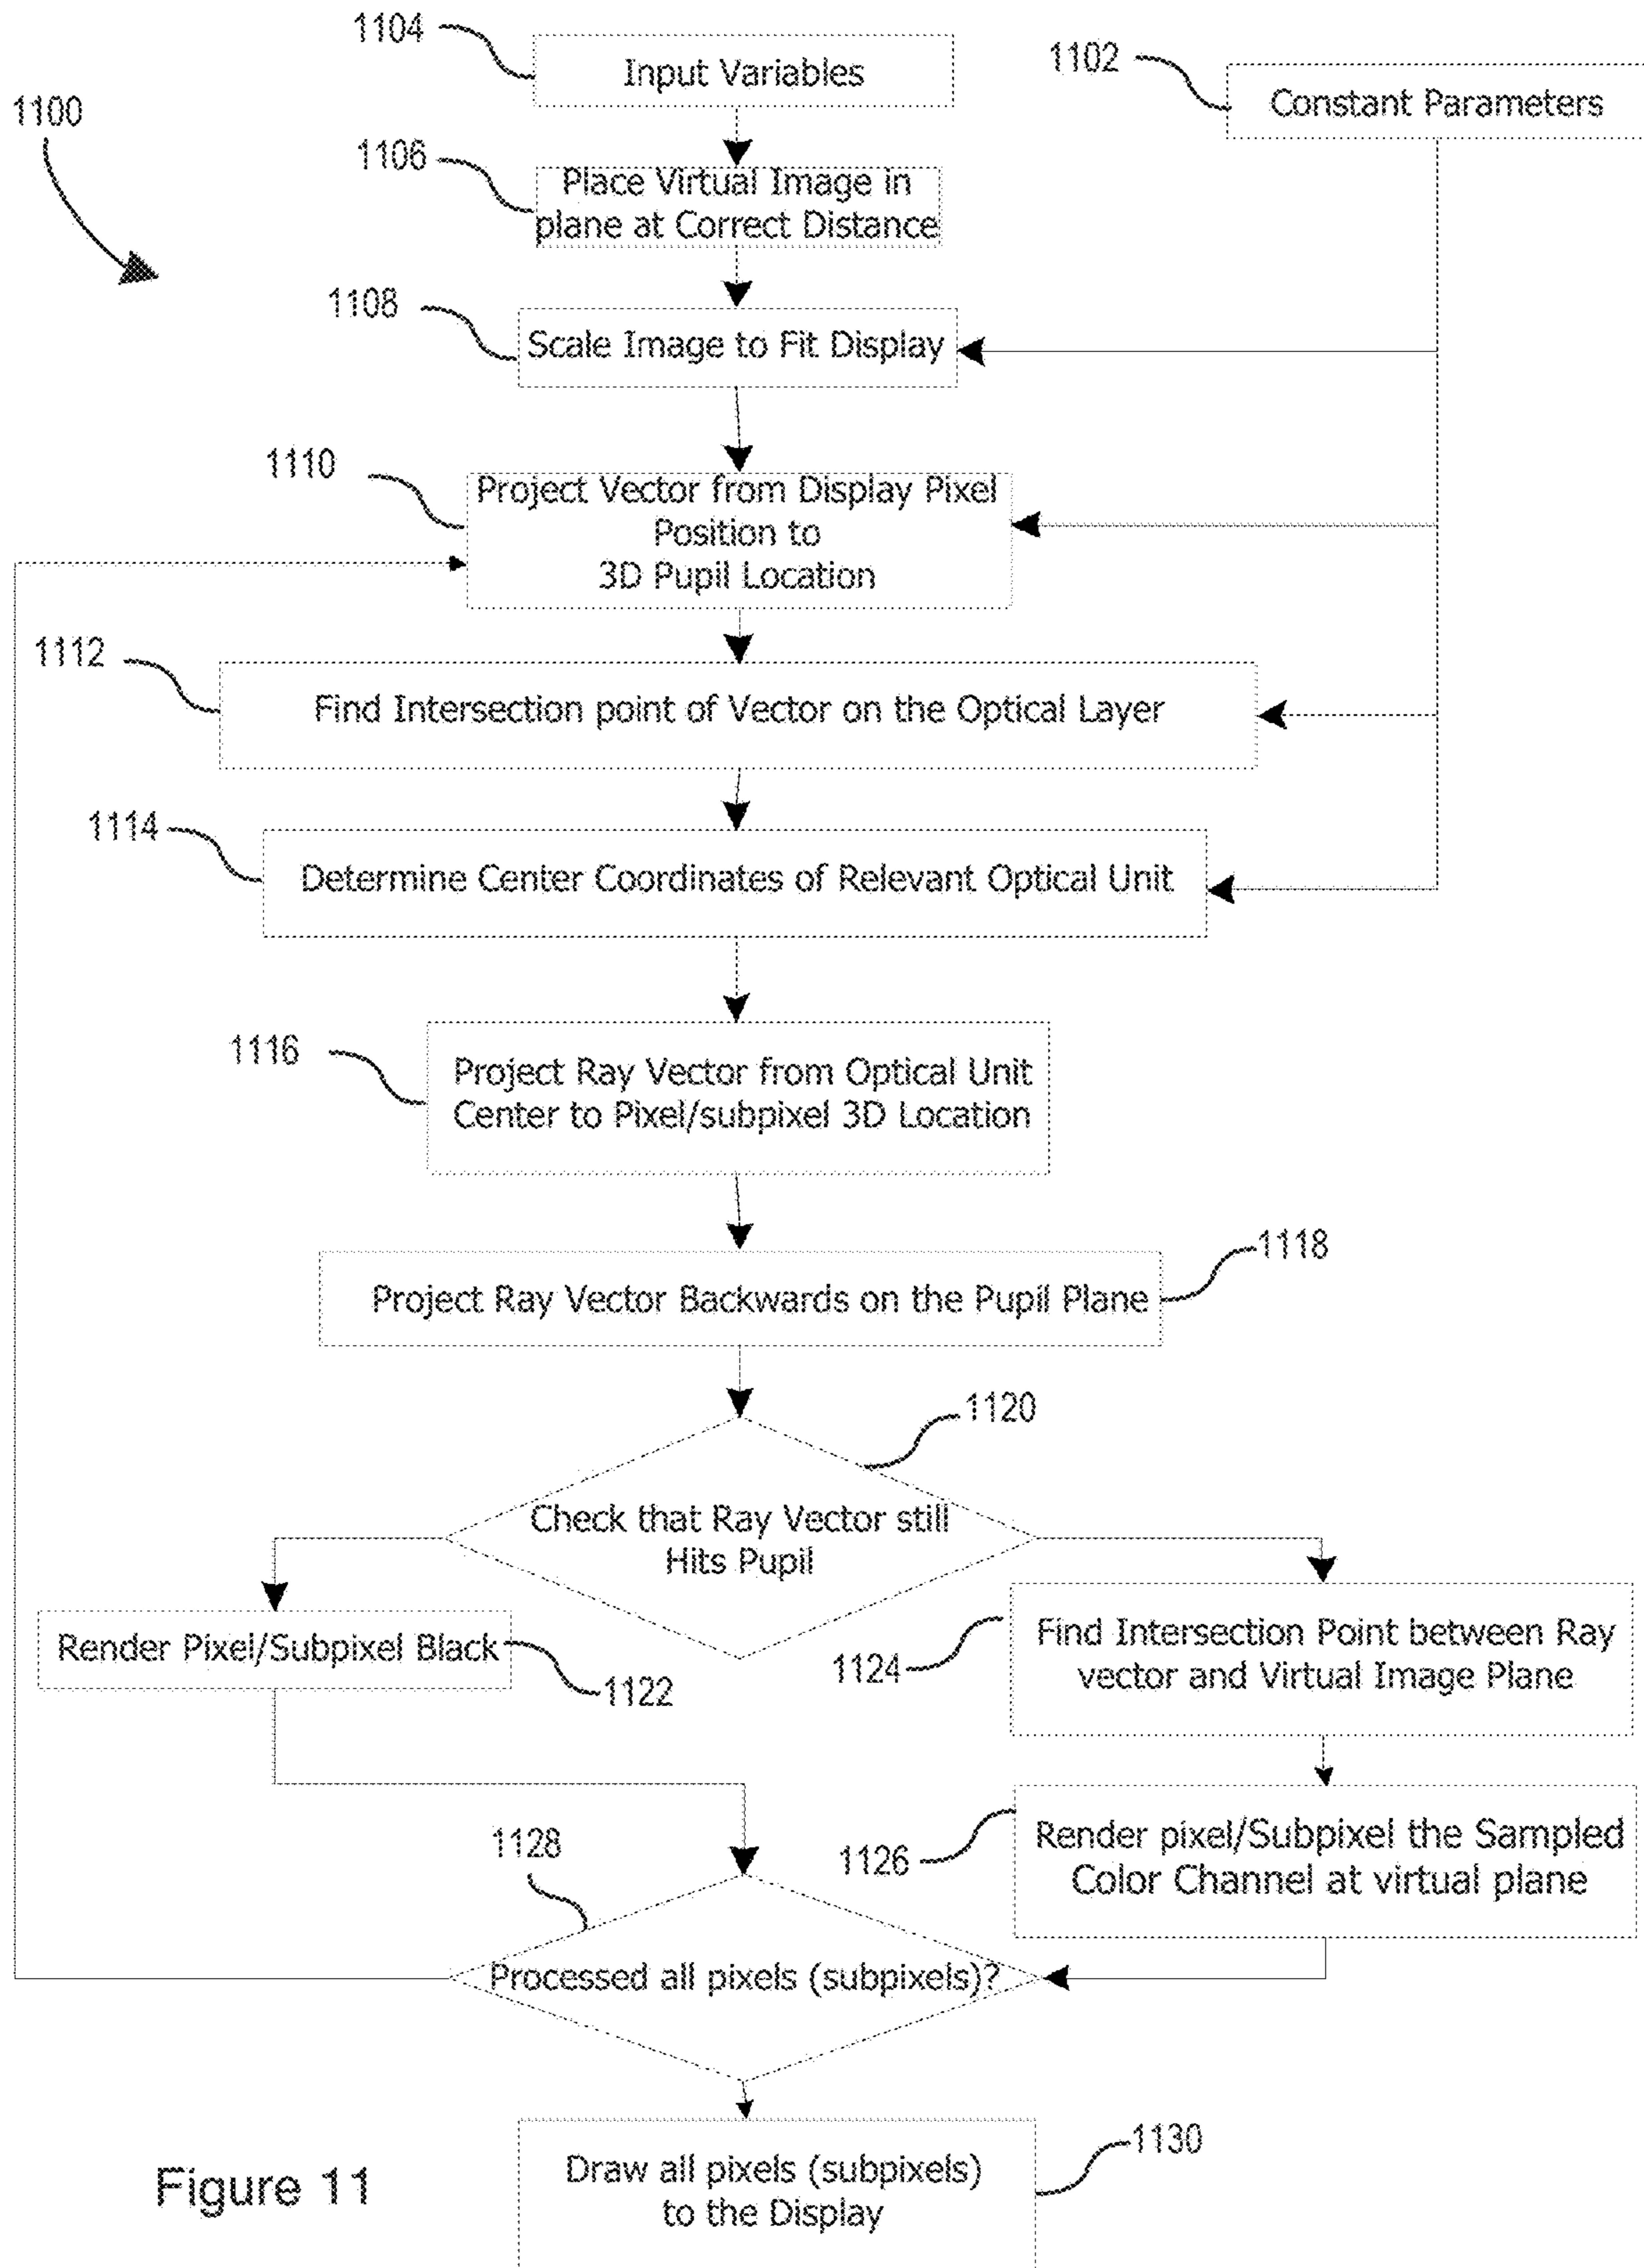 1104
Input Variables
1102
Constant Parameters
1100
1106
Place Virtual Image in
plane at Correct Distance
1108
Scale Image to Fit Display
1110
Project Vector from Display Pixel
Position to
3D Pupil Location
1112
Find Intersection point of Vector on the Optical Layer
1114
Determine Center Coordinates of Relevant Optical Unit
1116
Project Ray Vector from Optical Unit
Center to Pixel/subpixel 3D Location
1118
Project Ray Vector Backwards on the Pupil Plane
1120
Check that Ray Vector still
Hits Pupil
Render Pixel/Subpixel Black
1122
1124
Find Intersection Point between Ray
vector and Virtual Image Plane
1126
Render pixel/Subpixel the Sampled
Color Channel at virtual plane
1128
Processed all pixels (subpixels)?
1130
Draw all pixels (subpixels)
to the Display
Figure 11